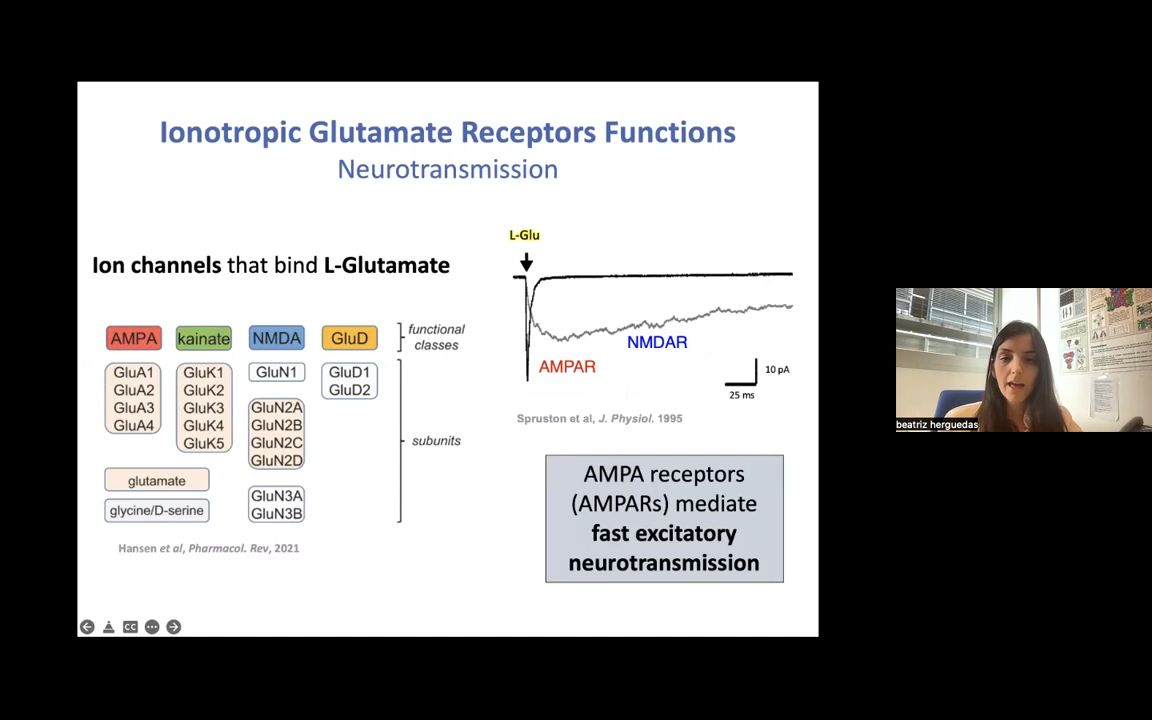 Ionotropic Glutamate Receptors Functions
Neurotransmission
Ion channels that bind L-Glutamate
AMPA
kainate
NMDA
GluD
functional
classes
GluA1
GluA2
GluA3
GluA4
GluK1
GluK2
GluK3
GluK4
GluK5
GluN1
GluN2A
GluN2B
GluN2C
GluN2D
GluN3A
GluN3B
GluD1
GluD2
subunits
glutamate
glycine/D-serine
Hansen et al, Pharmacol. Rev, 2021
L-Glu
AMPAR
NMDAR
10 pA
25 ms
Spruston et al, J. Physiol. 1995
AMPA receptors
(AMPARs) mediate
fast excitatory
neurotransmission
CC
beatriz herguedas